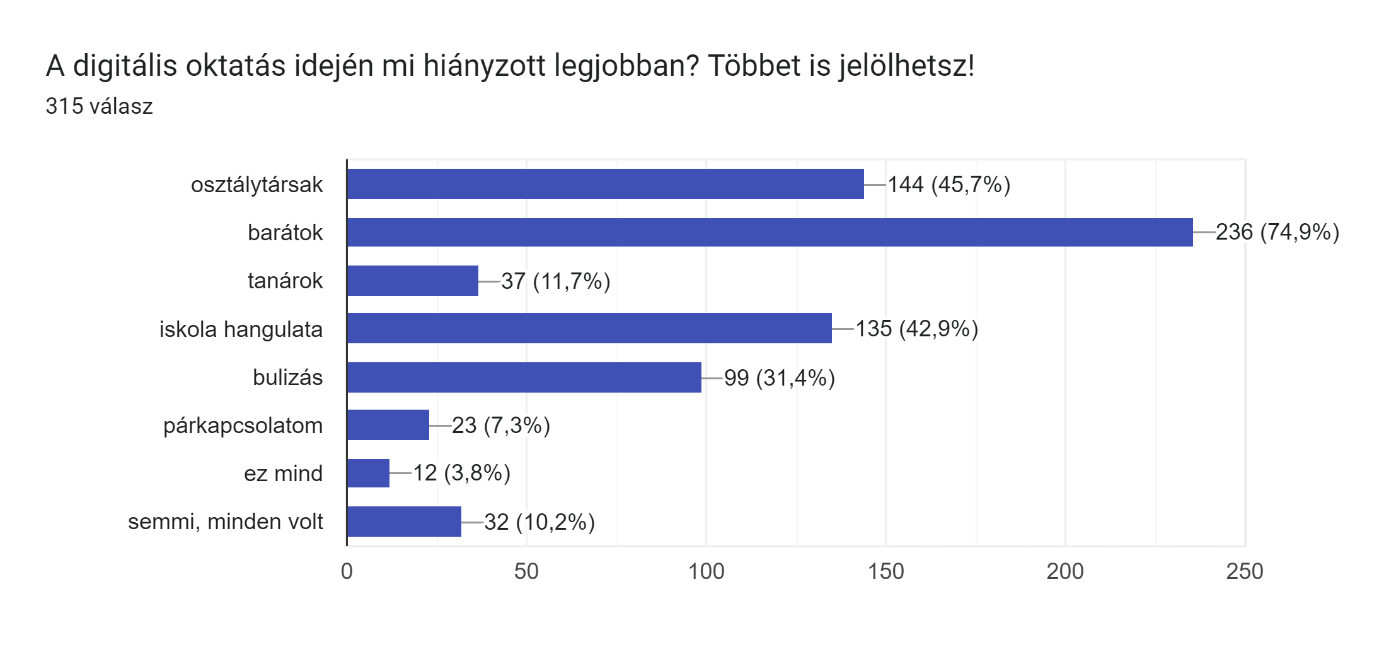 A digitális oktatás idején mi hiányzott legjobban? Többet is jelölhetsz!
315 válasz
osztálytársak 144 (45,7%)
barátok 236 (74,9%)
tanárok 37 (11,7%)
iskola hangulata 135 (42,9%)
bulizás 99 (31,4%)
párkapcsolatom 23 (7,3%)
ez mind 12 (3,8%)
semmi, minden volt 32 (10,2%)
0 50 100 150 200 250